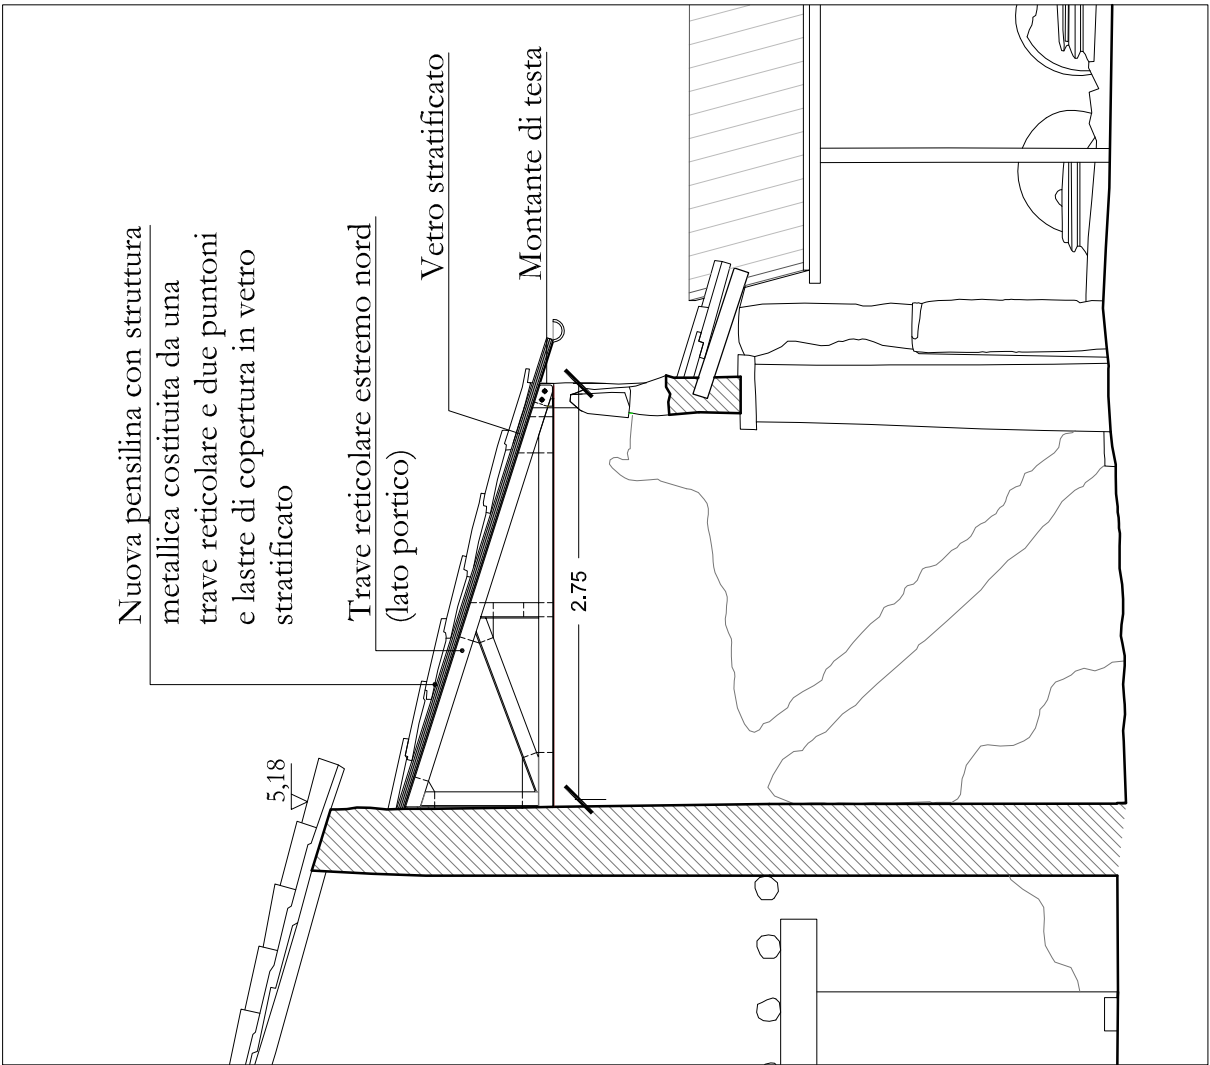 Nuova pensilina con struttura
metallica costituita da una
trave reticolare e due puntoni
e lastre di copertura in vetro
stratificato
Trave reticolare estremo nord
(lato portico)
Vetro stratificato
Montante di testa
5,18
2.75